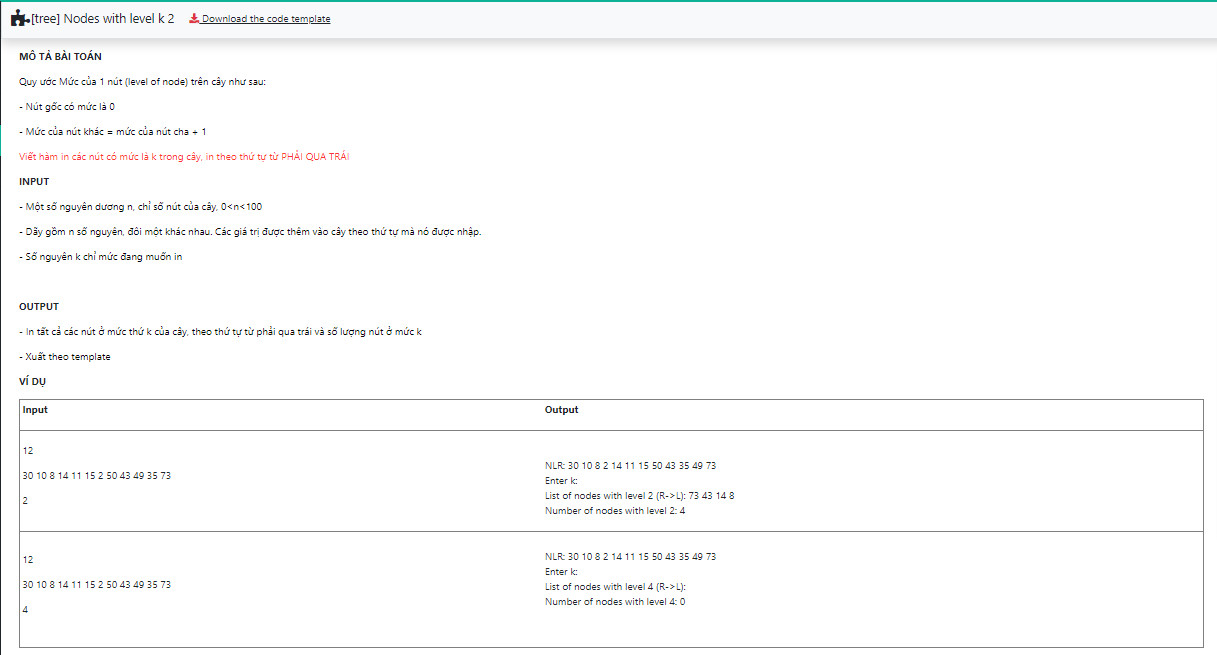 [tree] Nodes with level k 2 Download the code template
MÔ TẢ BÀI TOÁN
Quy ước Mức của 1 nút (level of node) trên cây như sau:
- Nút gốc có mức là 0
- Mức của nút khác = mức của nút cha + 1
Viết hàm in các nút có mức là k trong cây, in theo thứ tự từ PHẢI QUA TRÁI
INPUT
- Một số nguyên dương n, chỉ số nút của cây, 0<n<100
- Dãy gồm n số nguyên, đôi một khác nhau. Các giá trị được thêm vào cây theo thứ tự mà nó được nhập.
- Số nguyên k chỉ mức đang muốn in
OUTPUT
- In tất cả các nút ở mức thứ k của cây, theo thứ tự từ phải qua trái và số lượng nút ở mức k
- Xuất theo template
VÍ DỤ
Input Output
12
30 10 8 14 11 15 2 50 43 49 35 73
2
NLR: 30 10 8 2 14 11 15 50 43 35 49 73
Enter k:
List of nodes with level 2 (R->L): 73 43 14 8
Number of nodes with level 2: 4
12
30 10 8 14 11 15 2 50 43 49 35 73
4
NLR: 30 10 8 2 14 11 15 50 43 35 49 73
Enter k:
List of nodes with level 4 (R->L):
Number of nodes with level 4: 0